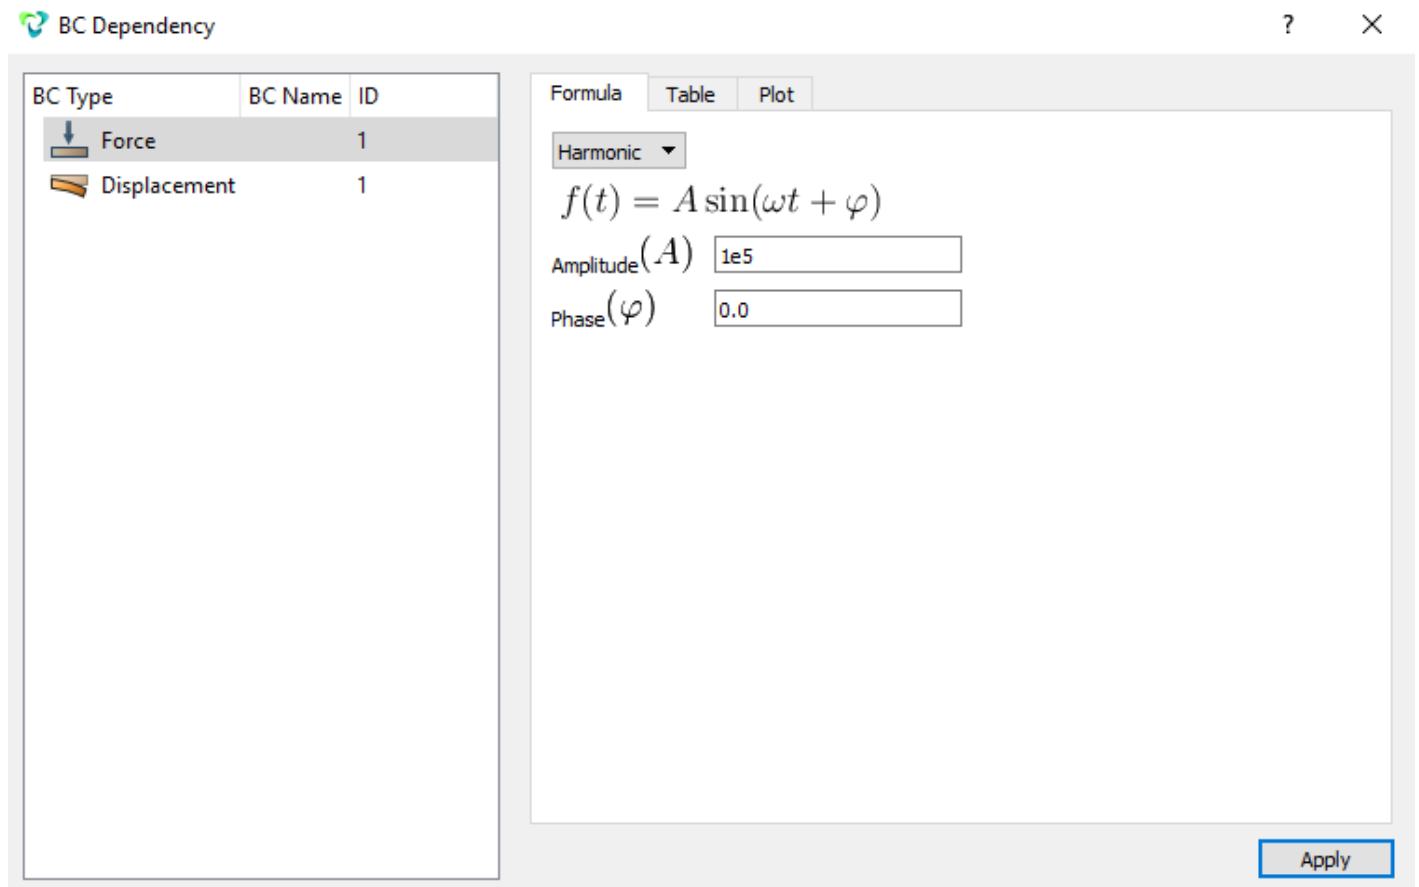 BC Dependency
?
BC Type BC Name ID
Force 1
Displacement 1
Formula Table Plot
Harmonic
f(t) = A sin(ωt + φ)
Amplitude(A) 1e5
Phase(φ) 0.0
Apply